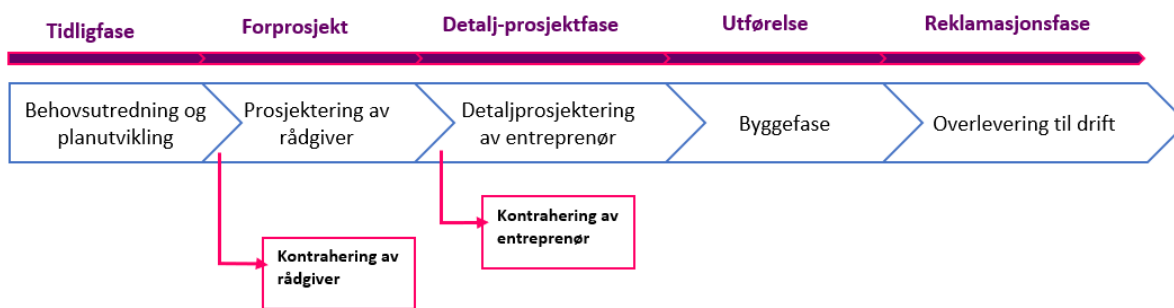 Tidligfase
Forprosjekt
Detalj-prosjektfase
Utførelse
Reklamasjonsfase
Behovsutredning og
planutvikling
Prosjektering av
rådgiver
Detaljprosjektering
av entreprenør
Byggefase
Overlevering til drift
Kontrahering av
entreprenør
Kontrahering av
rådgiver